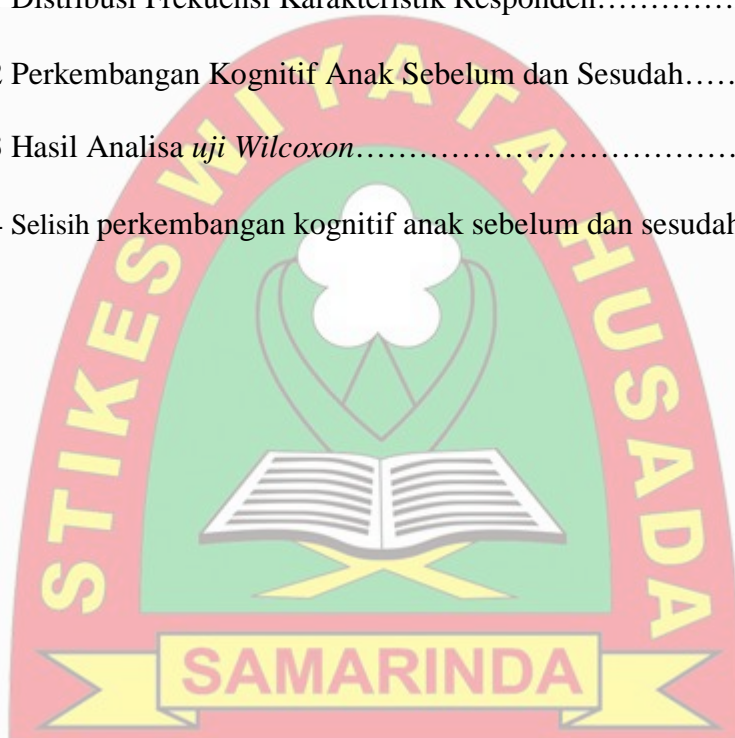 Distribusi Frekuensi Karakteristik Responden……………
2 Perkembangan Kognitif Anak Sebelum dan Sesudah……
Hasil Analisa uji Wilcoxon…………………………………
Selisih perkembangan kognitif anak sebelum dan sesudah
STIKES WIYATA HUSADA
SAMARINDA